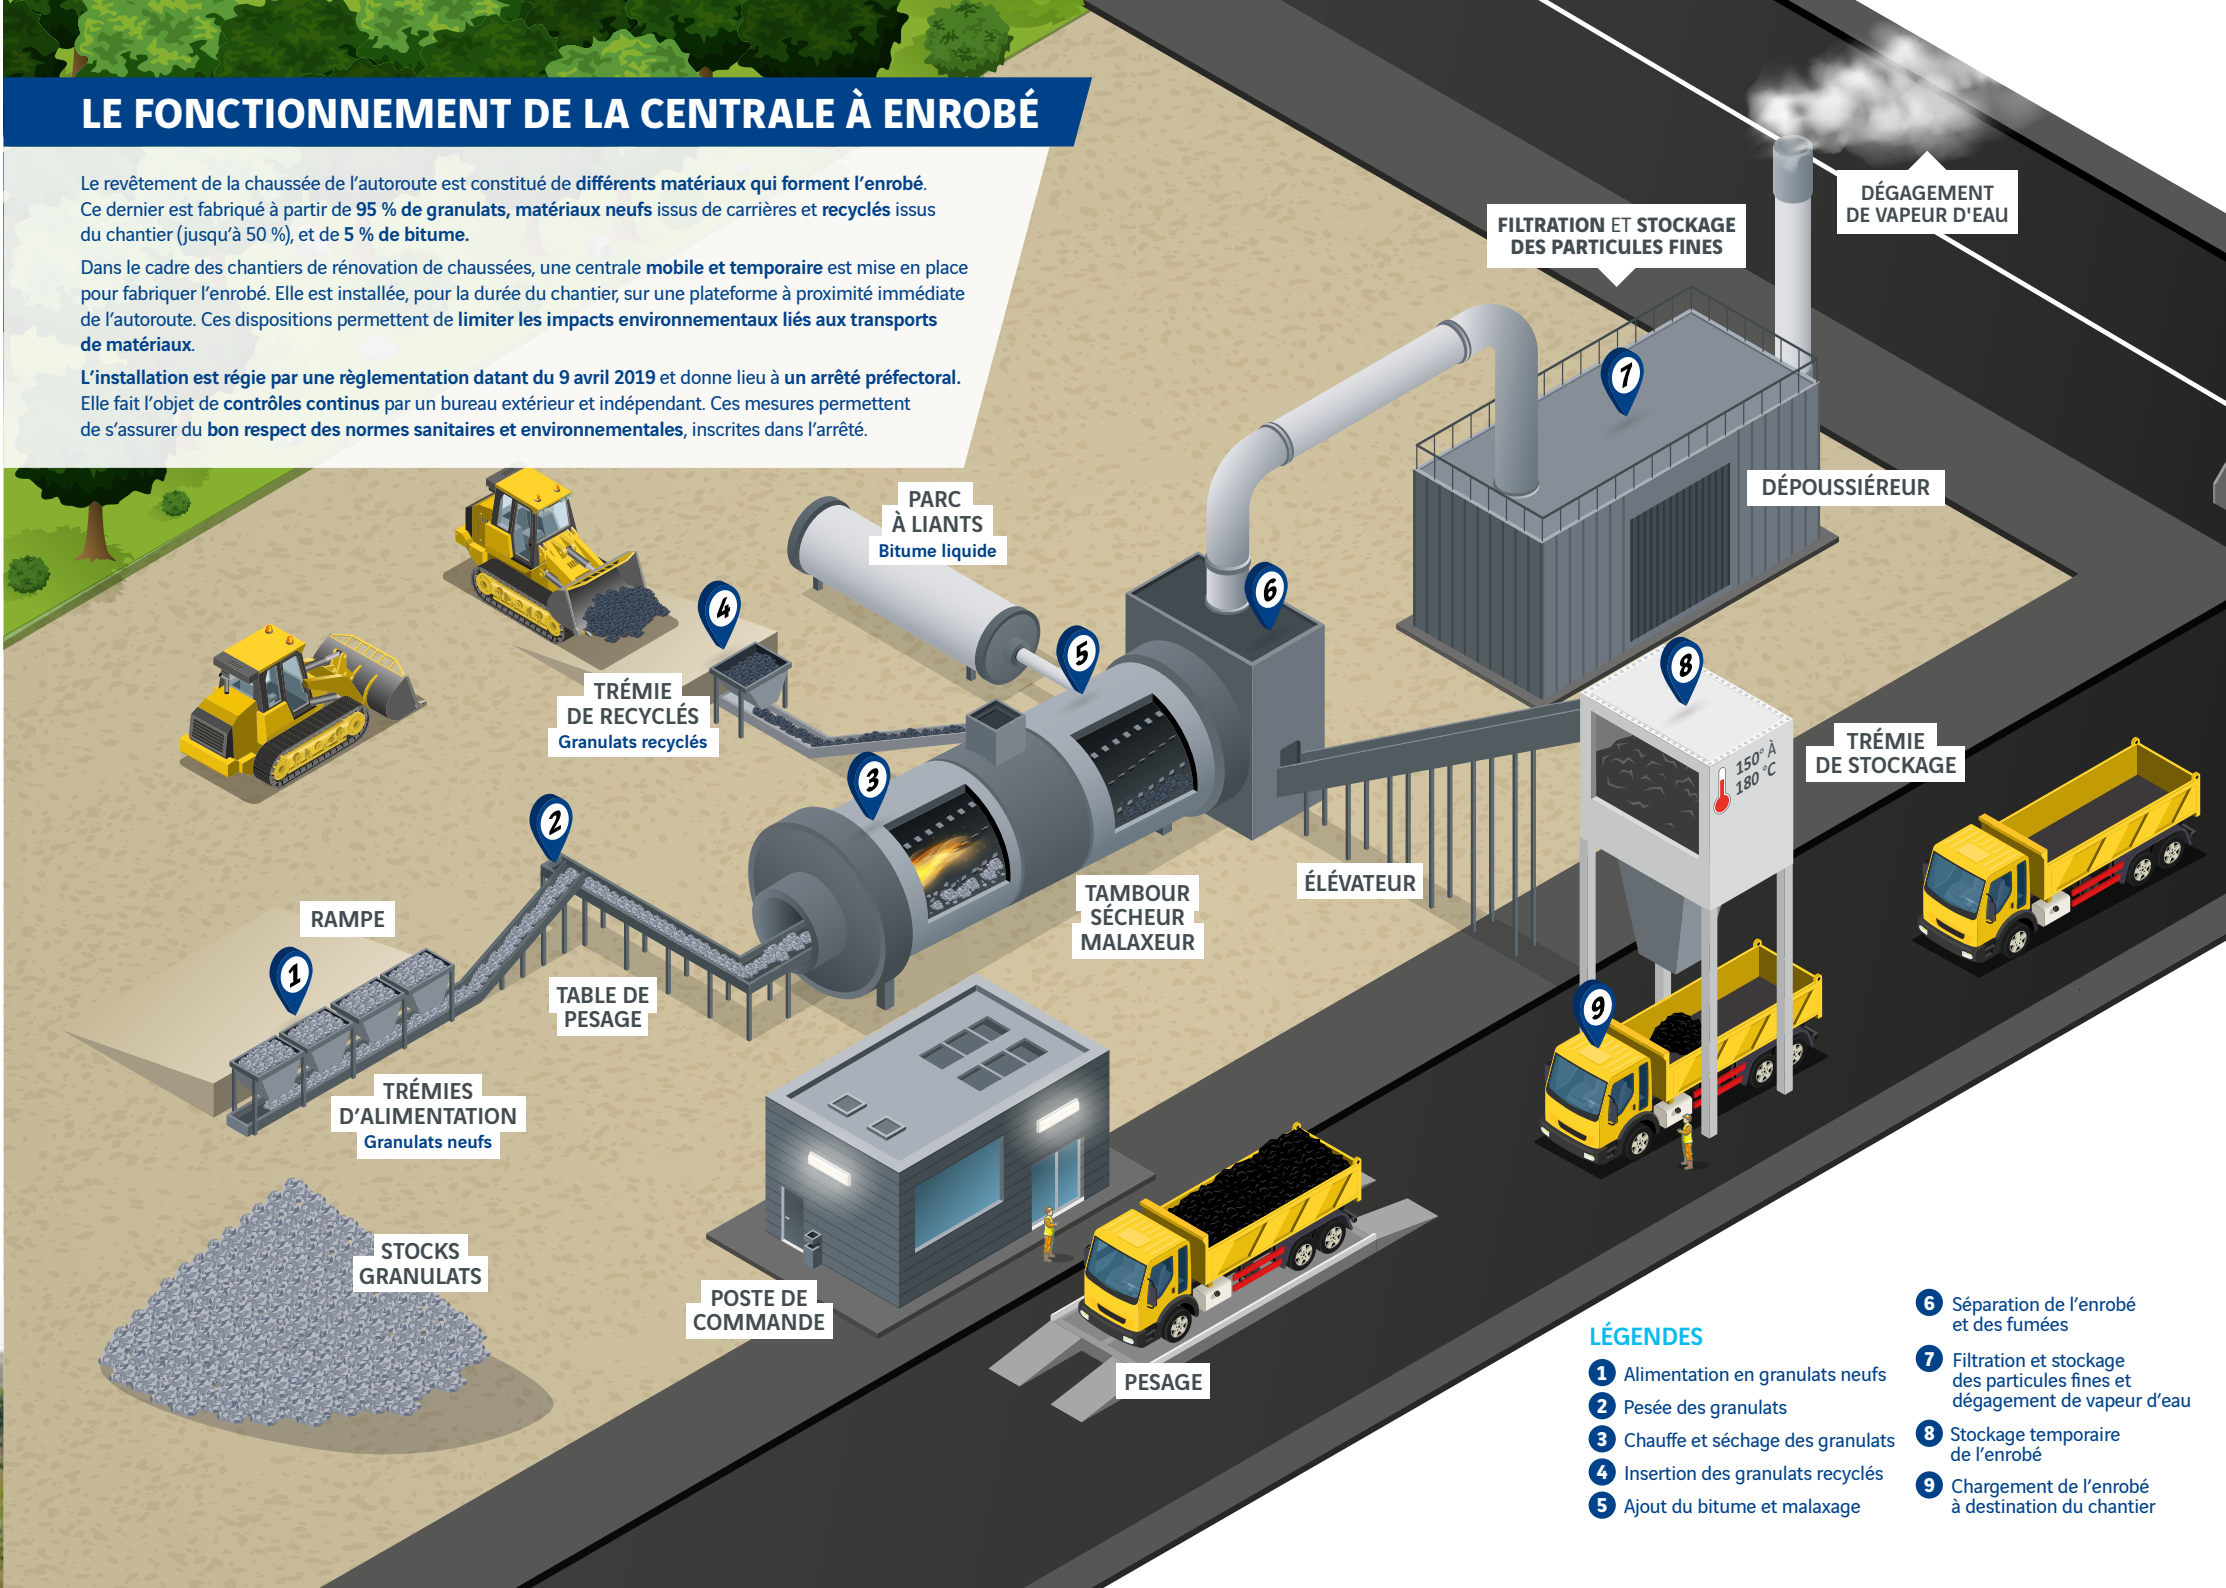 LE FONCTIONNEMENT DE LA CENTRALE À ENROBÉ
Le revêtement de la chaussée de l'autoroute est constitué de différents matériaux qui forment l'enrobé.
Ce dernier est fabriqué à partir de 95 % de granulats, matériaux neufs issus de carrières et recyclés issus
du chantier (jusqu'à 50 %), et de 5 % de bitume.
Dans le cadre des chantiers de rénovation de chaussées, une centrale mobile et temporaire est mise en place
pour fabriquer l'enrobé. Elle est installée, pour la durée du chantier, sur une plateforme à proximité immédiate
de l'autoroute. Ces dispositions permettent de limiter les impacts environnementaux liés aux transports
de matériaux.
L'installation est régie par une règlementation datant du 9 avril 2019 et donne lieu à un arrêté préfectoral.
Elle fait l'objet de contrôles continus par un bureau extérieur et indépendant. Ces mesures permettent
de s'assurer du bon respect des normes sanitaires et environnementales, inscrites dans l'arrêté.
DÉGAGEMENT
DE VAPEUR D'EAU
FILTRATION ET STOCKAGE
DES PARTICULES FINES
7
DÉPOUSSIÉREUR
PARC
À LIANTS
Bitume liquide
6
4
5
8
TRÉMIE
DE RECYCLÉS
Granulats recyclés
3
150° À
180 °C
TRÉMIE
DE STOCKAGE
2
ÉLÉVATEUR
TAMBOUR
SÉCHEUR
MALAXEUR
RAMPE
1
TABLE DE
PESAGE
9
TRÉMIES
D'ALIMENTATION
Granulats neufs
STOCKS
GRANULATS
POSTE DE
COMMANDE
PESAGE
LÉGENDES
1 Alimentation en granulats neufs
2 Pesée des granulats
3 Chauffe et séchage des granulats
4 Insertion des granulats recyclés
5 Ajout du bitume et malaxage
6 Séparation de l'enrobé
et des fumées
7 Filtration et stockage
des particules fines et
dégagement de vapeur d'eau
8 Stockage temporaire
de l'enrobé
9 Chargement de l'enrobé
à destination du chantier